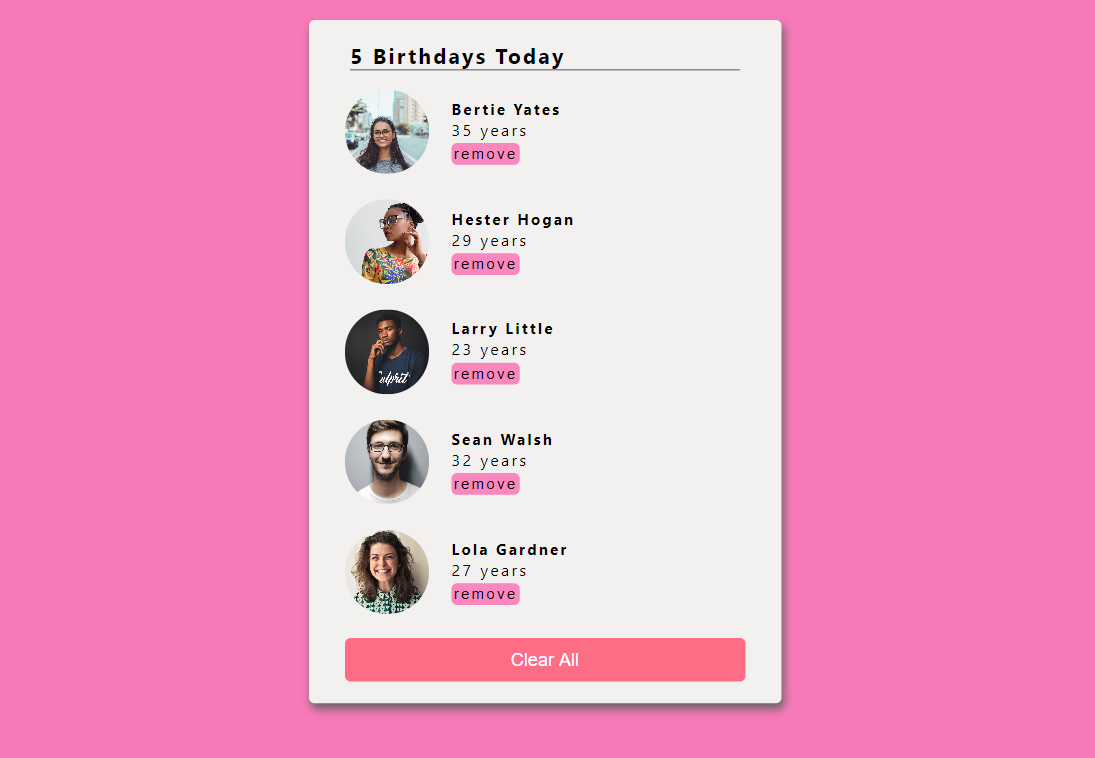 5 Birthdays Today
Bertie Yates
35 years
remove
Hester Hogan
29 years
remove
Larry Little
23 years
remove
Sean Walsh
32 years
remove
Lola Gardner
27 years
remove
Clear All